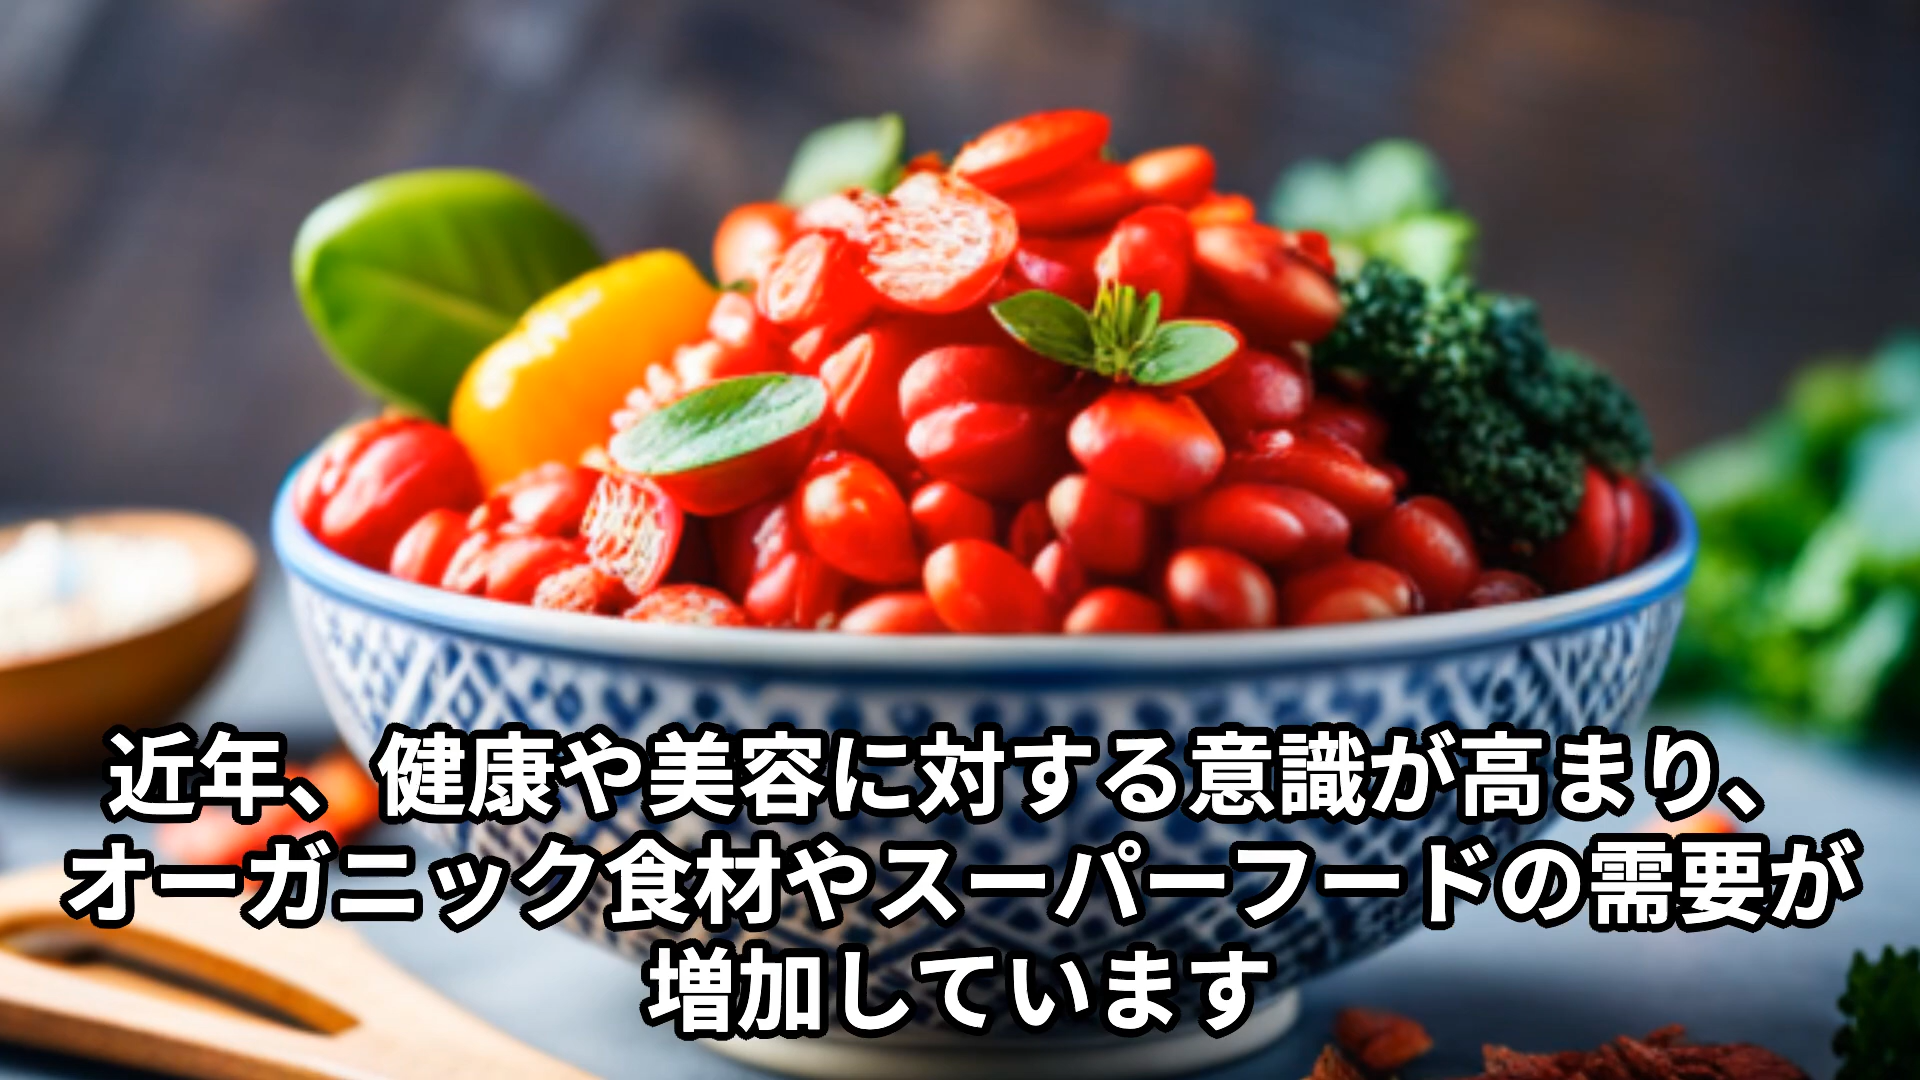 近年、健康や美容に対する意識が高まり、
オーガニック食材やスーパーフードの需要が
増加しています